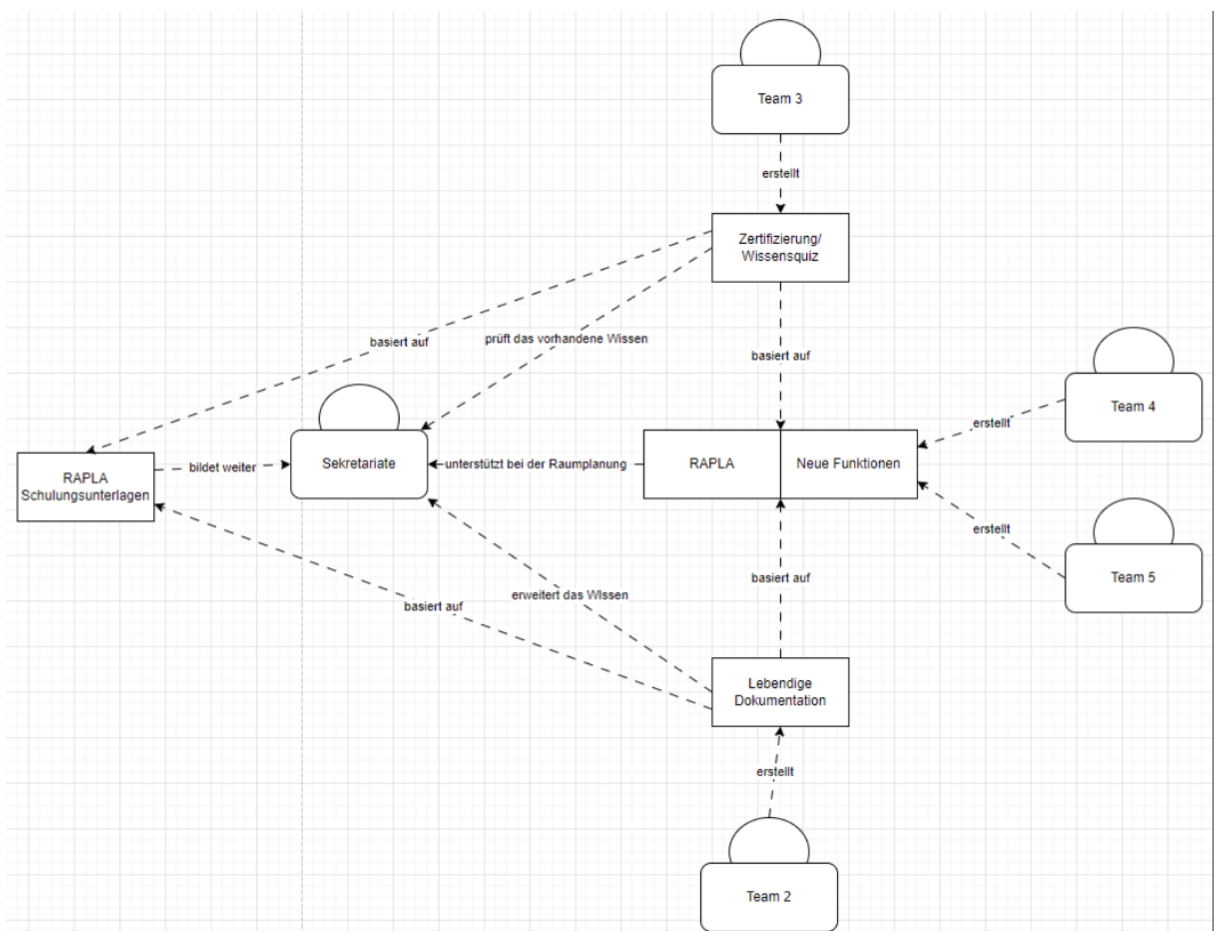 Team 3
erstellt
Zertifizierung/
Wissensquiz
basiert auf
prüft das vorhandene Wissen
basiert auf
Team 4
erstellt
RAPLA
Schulungsunterlagen
bildet weiter
Sekretariate
unterstützt bei der Raumplanung
RAPLA
Neue Funktionen
erstellt
Team 5
basiert auf
erweitert das WIssen
basiert auf
Lebendige
Dokumentation
erstellt
Team 2